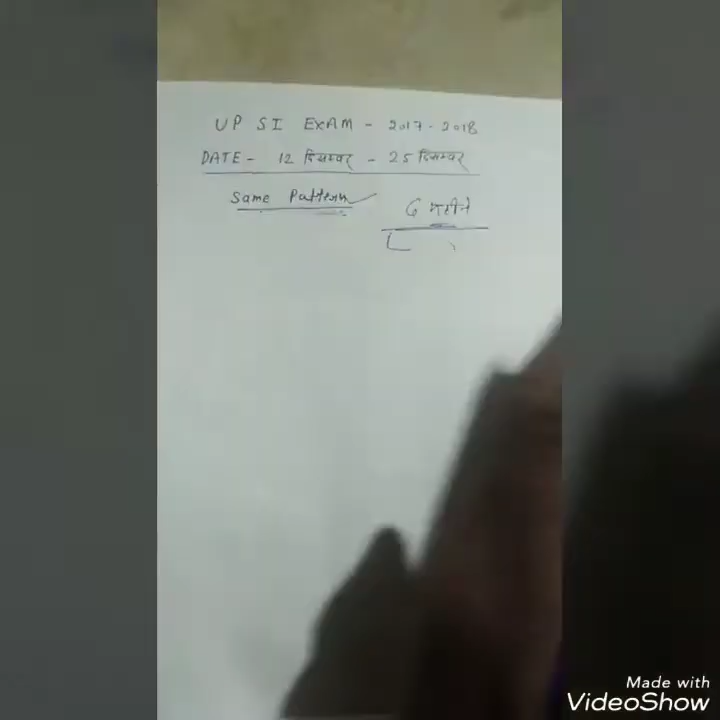 UP SI EXAM - 2017-2018
DATE - 12 दिसम्बर - 25 दिसम्बर
Same Pattern
6 महीने
Made with
VideoShow